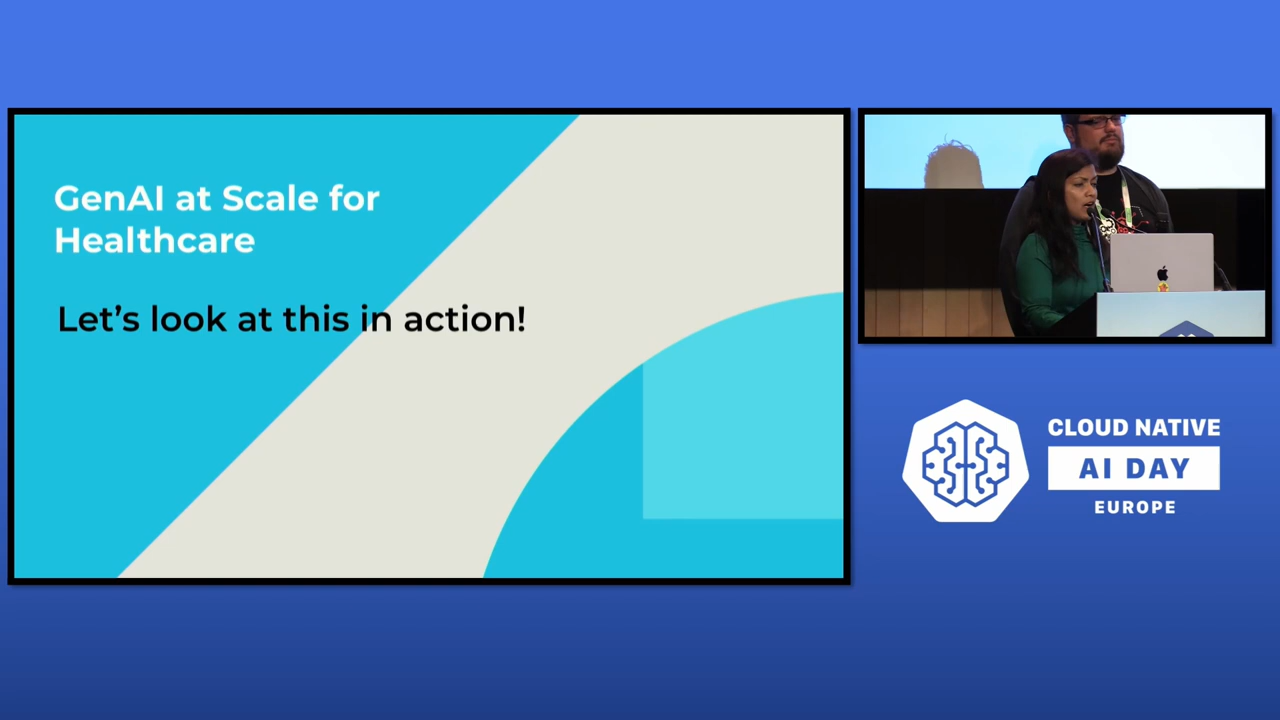 GenAI at Scale for
Healthcare
Let’s look at this in action!
CLOUD NATIVE
AI DAY
EUROPE